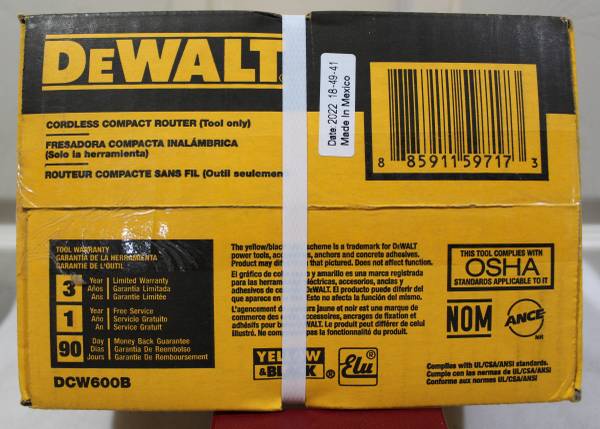 DEWALT
Date: 2022 18-49-41
Made In Mexico
CORDLESS COMPACT ROUTER (Tool only)
FRESADORA COMPACTA INALÁMBRICA
(Solo la herramienta)
ROUTEUR COMPACTE SANS FIL (Outil seulemen
8 85911 59717 3
TOOL WARRANTY
GARANTÍA DE LA HERRAMIENTA
GARANTIE DE L'OUTIL
3 Year Limited Warranty
Años Garantía Limitada
Ans Garantie Limitée
1 Year Free Service
Año Servicio Gratuito
An Service Gratuit
90 Day Money Back Guarantee
Días Garantía De Reembolso
Jours Garantie De Remboursement
DCW600B
The yellow/black scheme is a trademark for DEWALT
power tools, accessories, anchors and concrete adhesives.
Product may that pictured. Does not affect function.
El gráfico de y amarillo es una marca registrada
para las eléctricas, accesorios, anclas y
adhesivos de DEWALT. El producto puede diferir del
que aparece en Esto no afecta la función del mismo.
L'agencement jaune et noir est une marque de
commerce des accessoires, ancrages de fixation et
adhésifs pour DEWALT. Le produit peut différer de celui
illustré. Ne pas la fonctionnalité du produit.
YELLOW
& BLACK ®
Elu ®
THIS TOOL COMPLIES WITH
OSHA
STANDARDS APPLICABLE TO IT
NOM
ANCE
NR
Complies with UL/CSA/ANSI standards.
Cumple con las normas de UL/CSA/ANSI
Conforme aux normes UL/CSA/ANSI